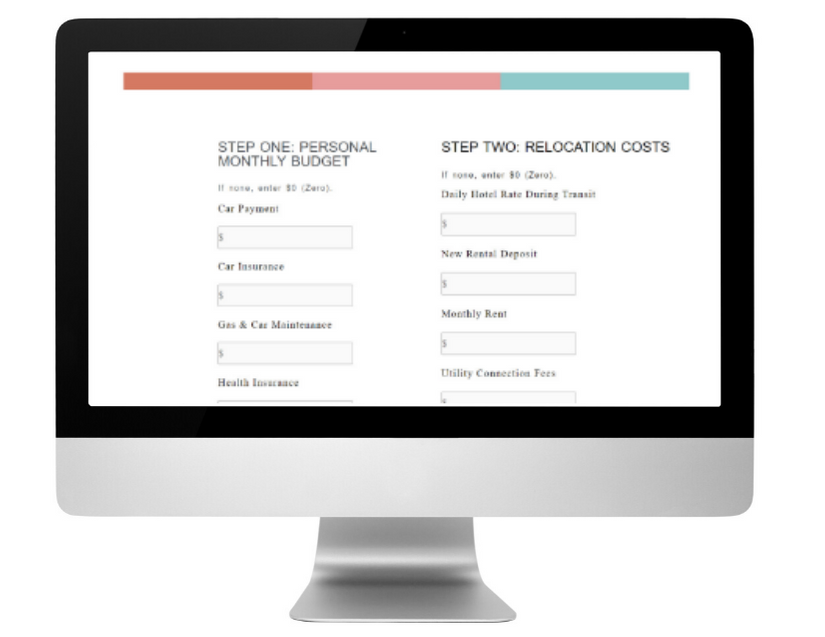 STEP ONE: PERSONAL
MONTHLY BUDGET
If none, enter $0 (Zero).
Car Payment
$
Car Insurance
$
Gas & Car Maintenance
$
Health Insurance
STEP TWO: RELOCATION COSTS
If none, enter $0 (Zero).
Daily Hotel Rate During Transit
$
New Rental Deposit
$
Monthly Rent
$
Utility Connection Fees
$